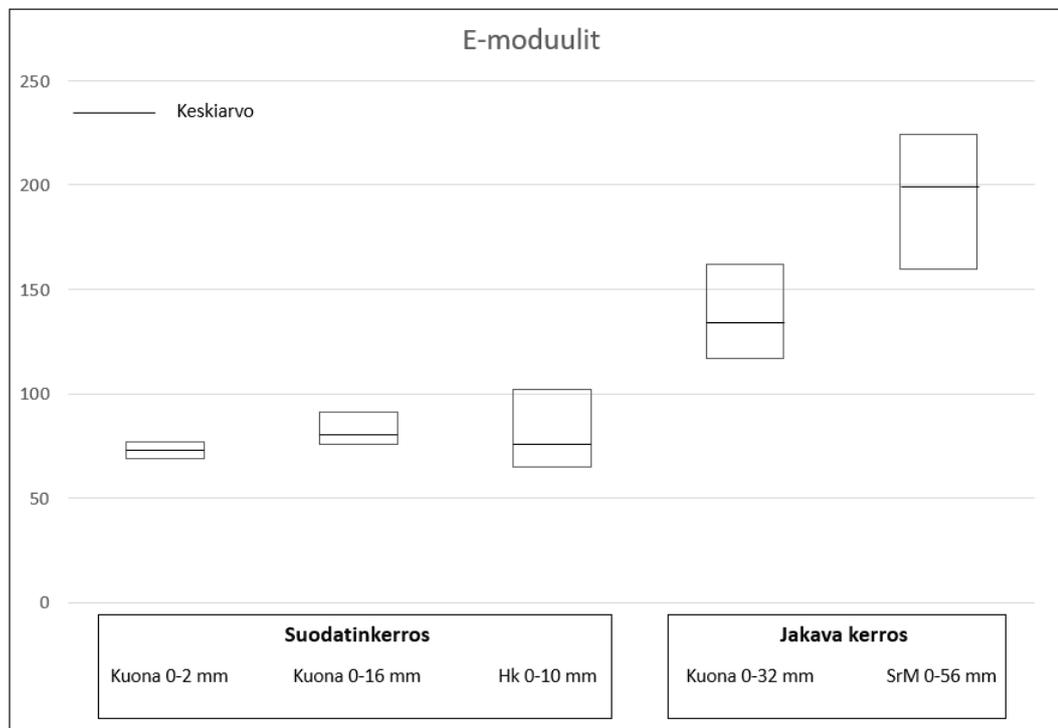 E-moduulit
250
Keskiarvo
200
150
100
50
0
Suodatinkerros
Kuona 0-2 mm Kuona 0-16 mm Hk 0-10 mm
Jakava kerros
Kuona 0-32 mm SrM 0-56 mm